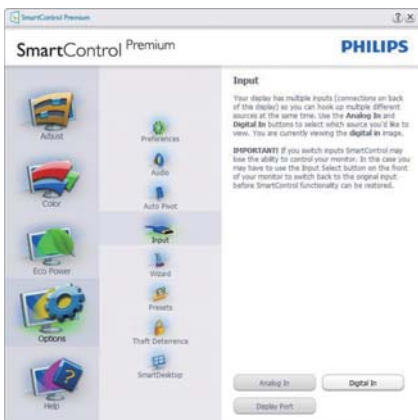 SmartControl Premium
SmartControl Premium
PHILIPS
Adjust
Color
Eco Power
Options
Help
Preferences
Audio
Auto Pivot
Input
Wizard
Presets
Theft Deterrence
SmartDesktop
Input
Your display has multiple inputs (connections on back
of the display) so you can hook up multiple different
sources at the same time. Use the Analog In and
Digital In buttons to select which source you'd like to
view. You are currently viewing the digital in image.
IMPORTANT! If you switch inputs SmartControl may
lose the ability to control your monitor. In this case you
may have to use the Input Select button on the front
of your monitor to switch back to the original input
before SmartControl functionality can be restored.
Analog In
Digital In
Display Port